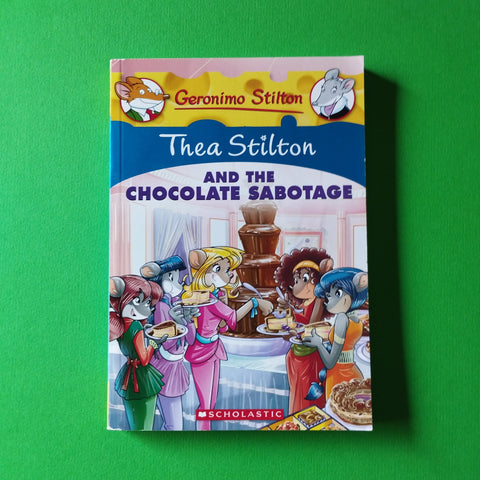 Geronimo Stilton
Thea Stilton
AND THE
CHOCOLATE SABOTAGE
SCHOLASTIC